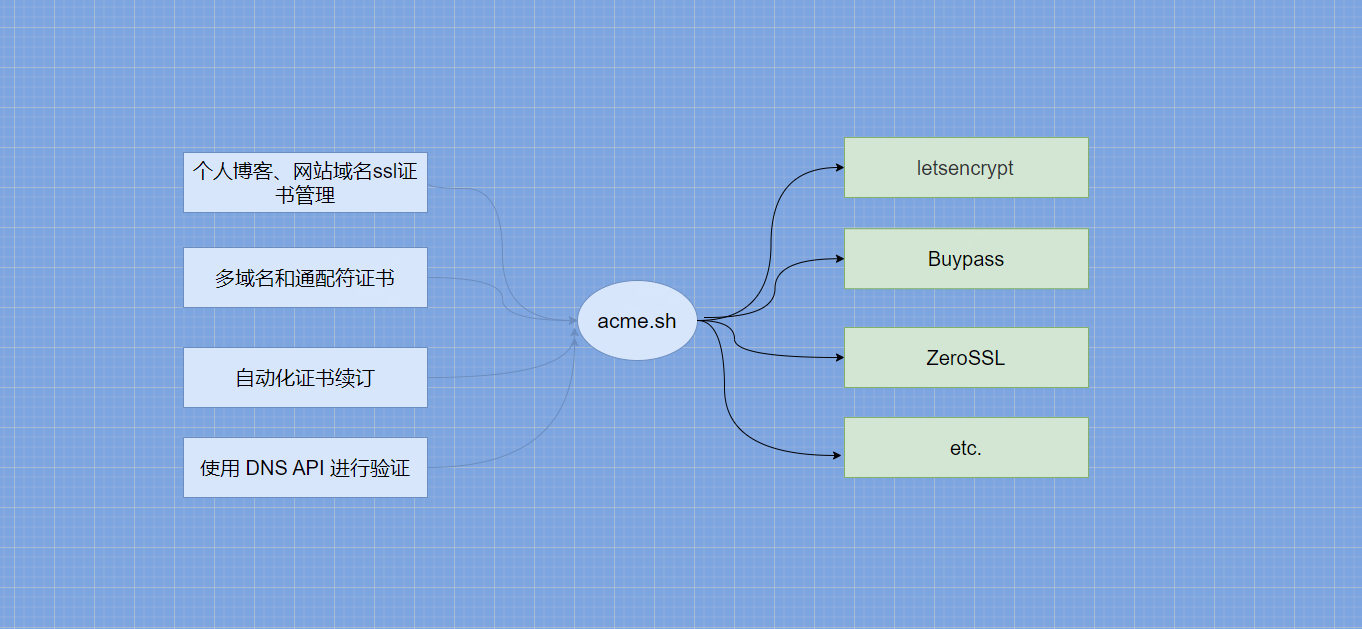 个人博客、网站域名ssl证
书管理
多域名和通配符证书
自动化证书续订
使用 DNS API 进行验证
acme.sh
letsencrypt
Buypass
ZeroSSL
etc.